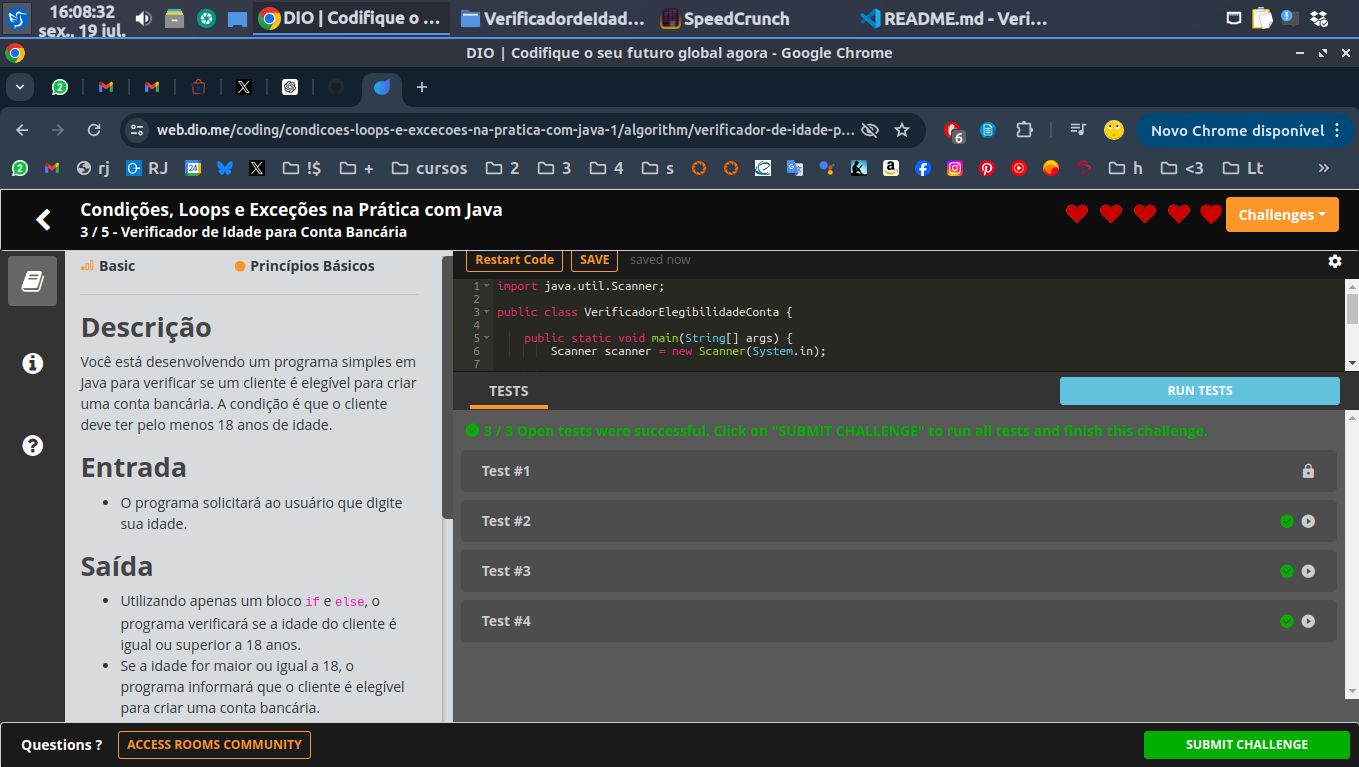 16:08:32
sex., 19 jul.
DIO | Codifique o ...
VerificadordeIdad...
SpeedCrunch
README.md - Veri...
DIO | Codifique o seu futuro global agora - Google Chrome
web.dio.me/coding/condicoes-loops-e-excecoes-na-pratica-com-java-1/algorithm/verificador-de-idade-p...
6
Novo Chrome disponível
rj
RJ
!$
+
cursos
2
3
4
s
h
<3
Lt
»
Condições, Loops e Exceções na Prática com Java
3 / 5 - Verificador de Idade para Conta Bancária
Challenges
Basic
Princípios Básicos
Descrição
Você está desenvolvendo um programa simples em
Java para verificar se um cliente é elegível para criar
uma conta bancária. A condição é que o cliente
deve ter pelo menos 18 anos de idade.
Entrada
• O programa solicitará ao usuário que digite
sua idade.
Saída
• Utilizando apenas um bloco if e else, o
programa verificará se a idade do cliente é
igual ou superior a 18 anos.
• Se a idade for maior ou igual a 18, o
programa informará que o cliente é elegível
para criar uma conta bancária.
Restart Code
SAVE
saved now
1 import java.util.Scanner;
2
3 public class VerificadorElegibilidadeConta {
4
5 public static void main(String[] args) {
6 Scanner scanner = new Scanner(System.in);
7
TESTS
RUN TESTS
3 / 3 Open tests were successful. Click on "SUBMIT CHALLENGE" to run all tests and finish this challenge.
Test #1
Test #2
Test #3
Test #4
Questions ?
ACCESS ROOMS COMMUNITY
SUBMIT CHALLENGE